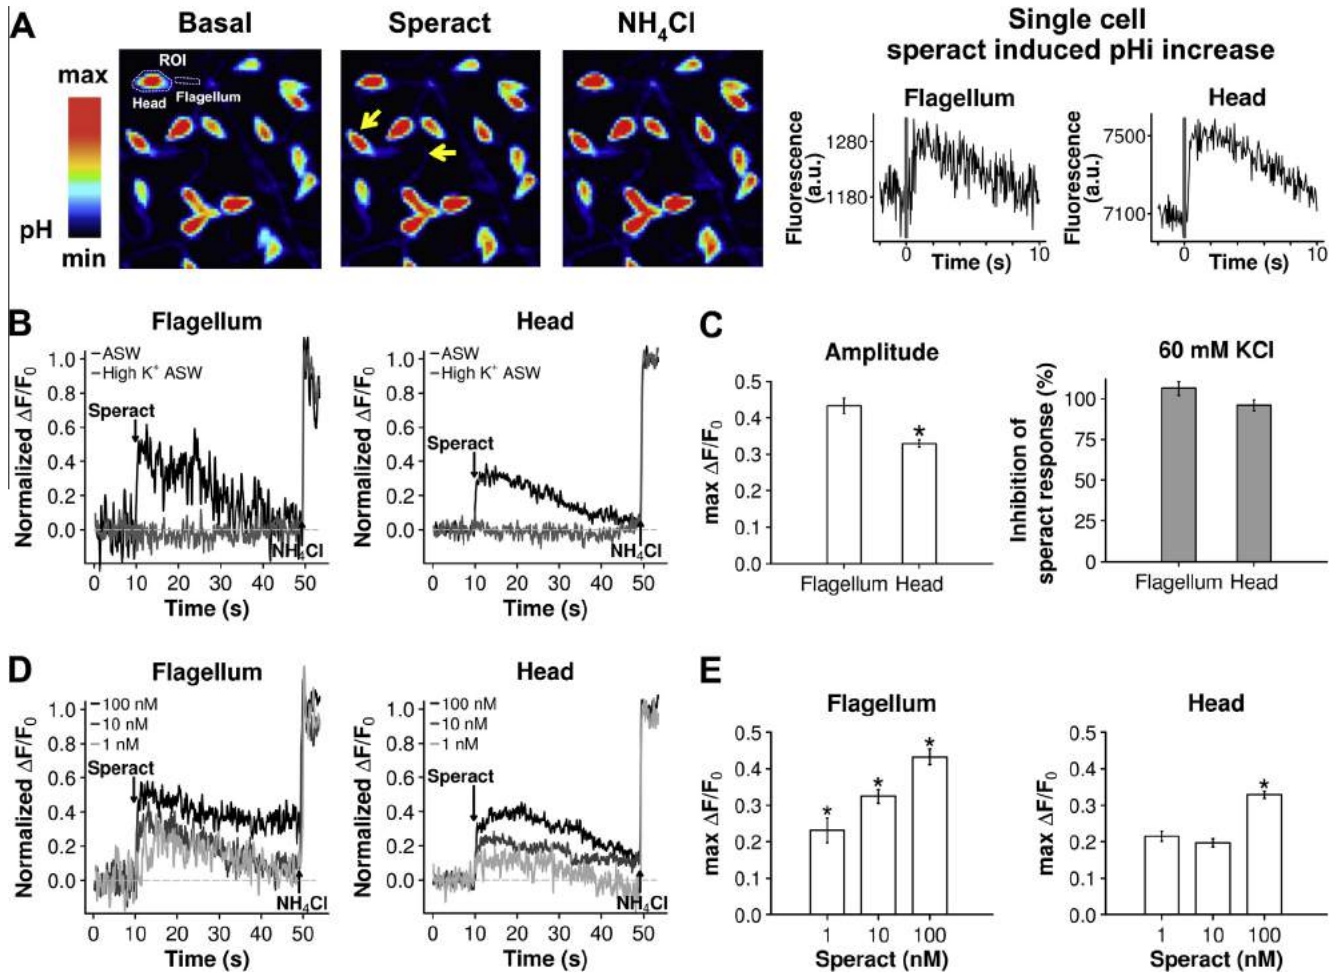 A
Basal
Speract
NH₄Cl
max
pH
min
ROI
Head
Flagellum
Single cell
speract induced pHi increase
Flagellum
Fluorescence
(a.u.)
1280
1180
0
10
Time (s)
Head
Fluorescence
(a.u.)
7500
7100
0
10
Time (s)
B
Flagellum
Normalized ΔF/F₀
1.0
0.8
0.6
0.4
0.2
0.0
ASW
High K⁺ ASW
Speract
NH₄Cl
0 10 20 30 40 50
Time (s)
Head
Normalized ΔF/F₀
1.0
0.8
0.6
0.4
0.2
0.0
ASW
High K⁺ ASW
Speract
NH₄Cl
0 10 20 30 40 50
Time (s)
C
Amplitude
max ΔF/F₀
0.5
0.4
0.3
0.2
0.1
0.0
*
Flagellum Head
60 mM KCl
Inhibition of
speract response (%)
100
75
50
25
0
Flagellum Head
D
Flagellum
Normalized ΔF/F₀
1.0
0.8
0.6
0.4
0.2
0.0
100 nM
10 nM
1 nM
Speract
NH₄Cl
0 10 20 30 40 50
Time (s)
Head
Normalized ΔF/F₀
1.0
0.8
0.6
0.4
0.2
0.0
100 nM
10 nM
1 nM
Speract
NH₄Cl
0 10 20 30 40 50
Time (s)
E
Flagellum
max ΔF/F₀
0.5
0.4
0.3
0.2
0.1
0.0
* * *
1 10 100
Speract (nM)
Head
max ΔF/F₀
0.5
0.4
0.3
0.2
0.1
0.0
*
1 10 100
Speract (nM)